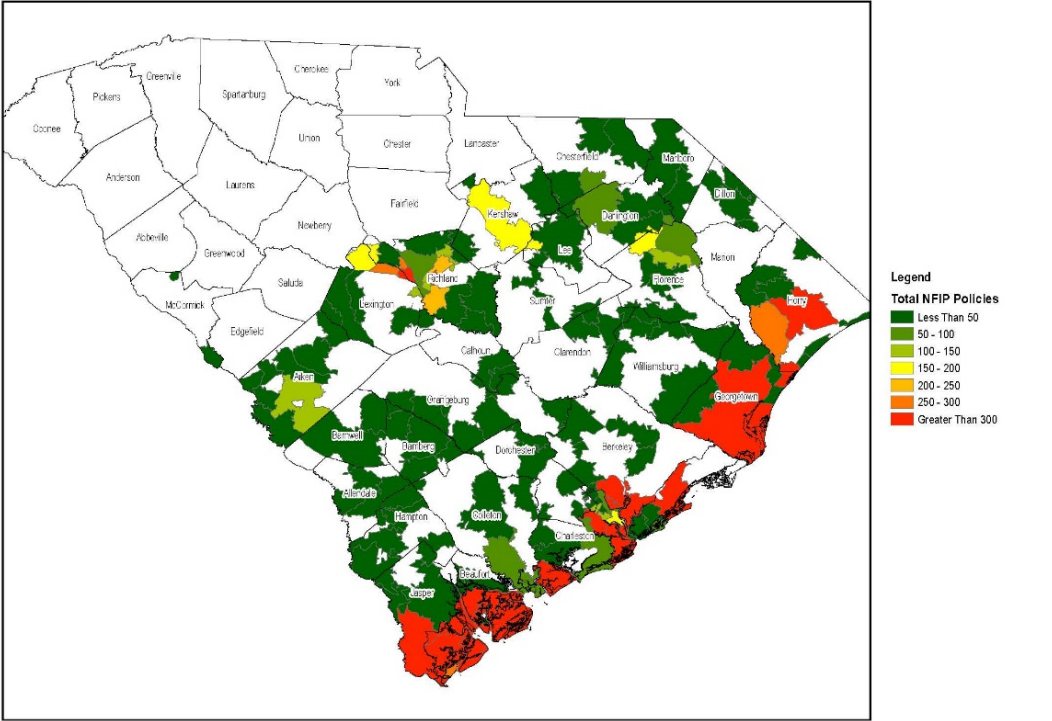 Cherokee
Greenville
York
Spartanburg
Pickens
Oconee
Union
Chester
Lancaster
Chesterfield
Marlboro
Anderson
Laurens
Dillon
Fairfield
Kershaw
Darlington
Newberry
Abbeville
Lee
Greenwood
Marion
Richland
Florence
Saluda
McCormick
Lexington
Sumter
Horry
Edgefield
Calhoun
Clarendon
Williamsburg
Aiken
Georgetown
Orangeburg
Barnwell
Bamberg
Berkeley
Dorchester
Allendale
Hampton
Colleton
Charleston
Beaufort
Jasper
Legend
Total NFIP Policies
Less Than 50
50 - 100
100 - 150
150 - 200
200 - 250
250 - 300
Greater Than 300